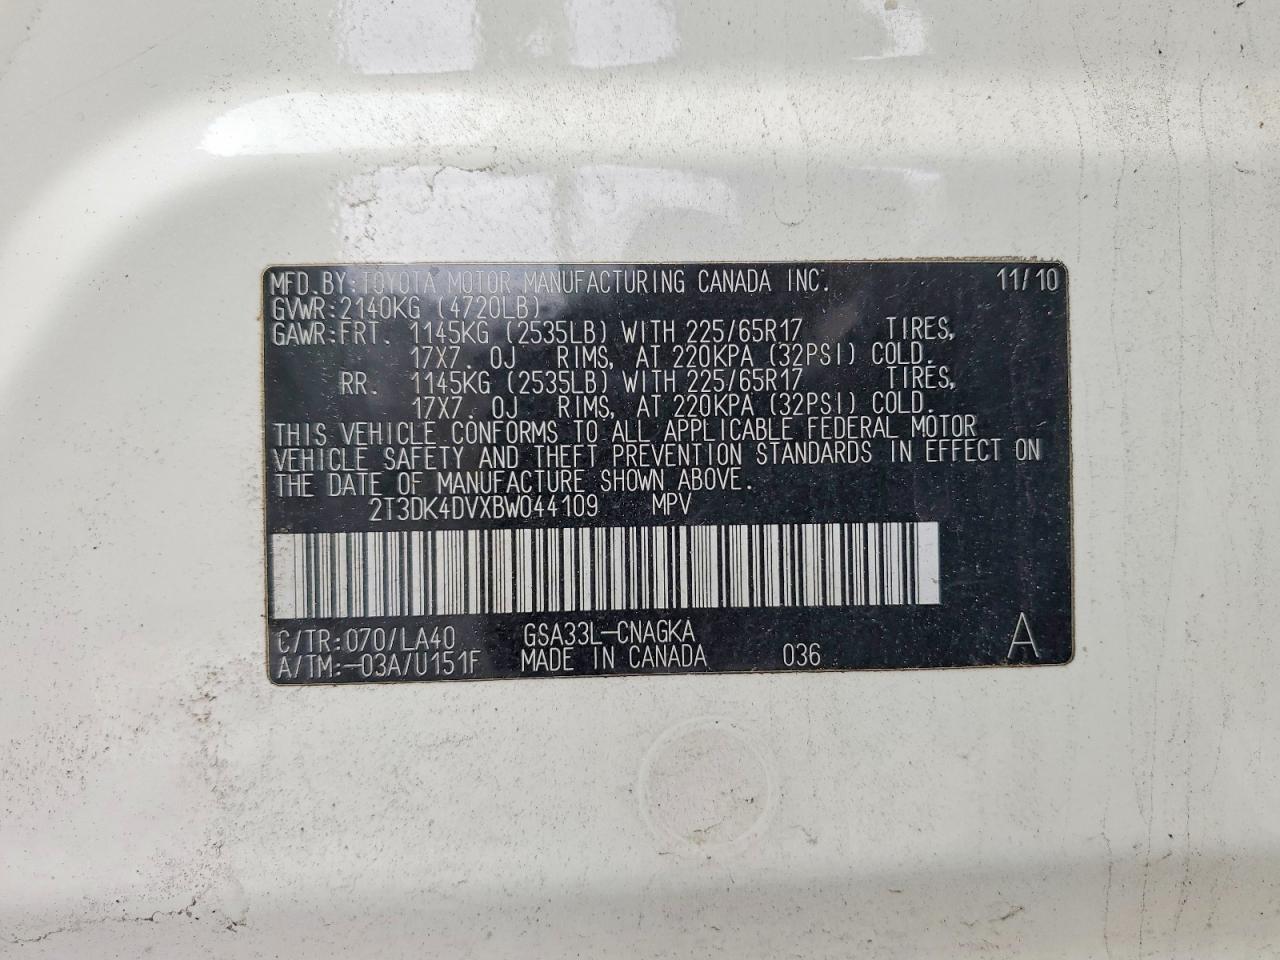 MFD.BY:TOYOTA MOTOR MANUFACTURING CANADA INC. 11/10
GVWR:2140KG (4720LB)
GAWR:FRT. 1145KG (2535LB) WITH 225/65R17 TIRES,
17X7.0J RIMS, AT 220KPA (32PSI) COLD.
RR. 1145KG (2535LB) WITH 225/65R17 TIRES,
17X7.0J RIMS, AT 220KPA (32PSI) COLD.
THIS VEHICLE CONFORMS TO ALL APPLICABLE FEDERAL MOTOR
VEHICLE SAFETY AND THEFT PREVENTION STANDARDS IN EFFECT ON
THE DATE OF MANUFACTURE SHOWN ABOVE.
2T3DK4DVXBW044109 MPV
C/TR:070/LA40 GSA33L-CNAGKA A
A/TM:-03A/U151F MADE IN CANADA 036